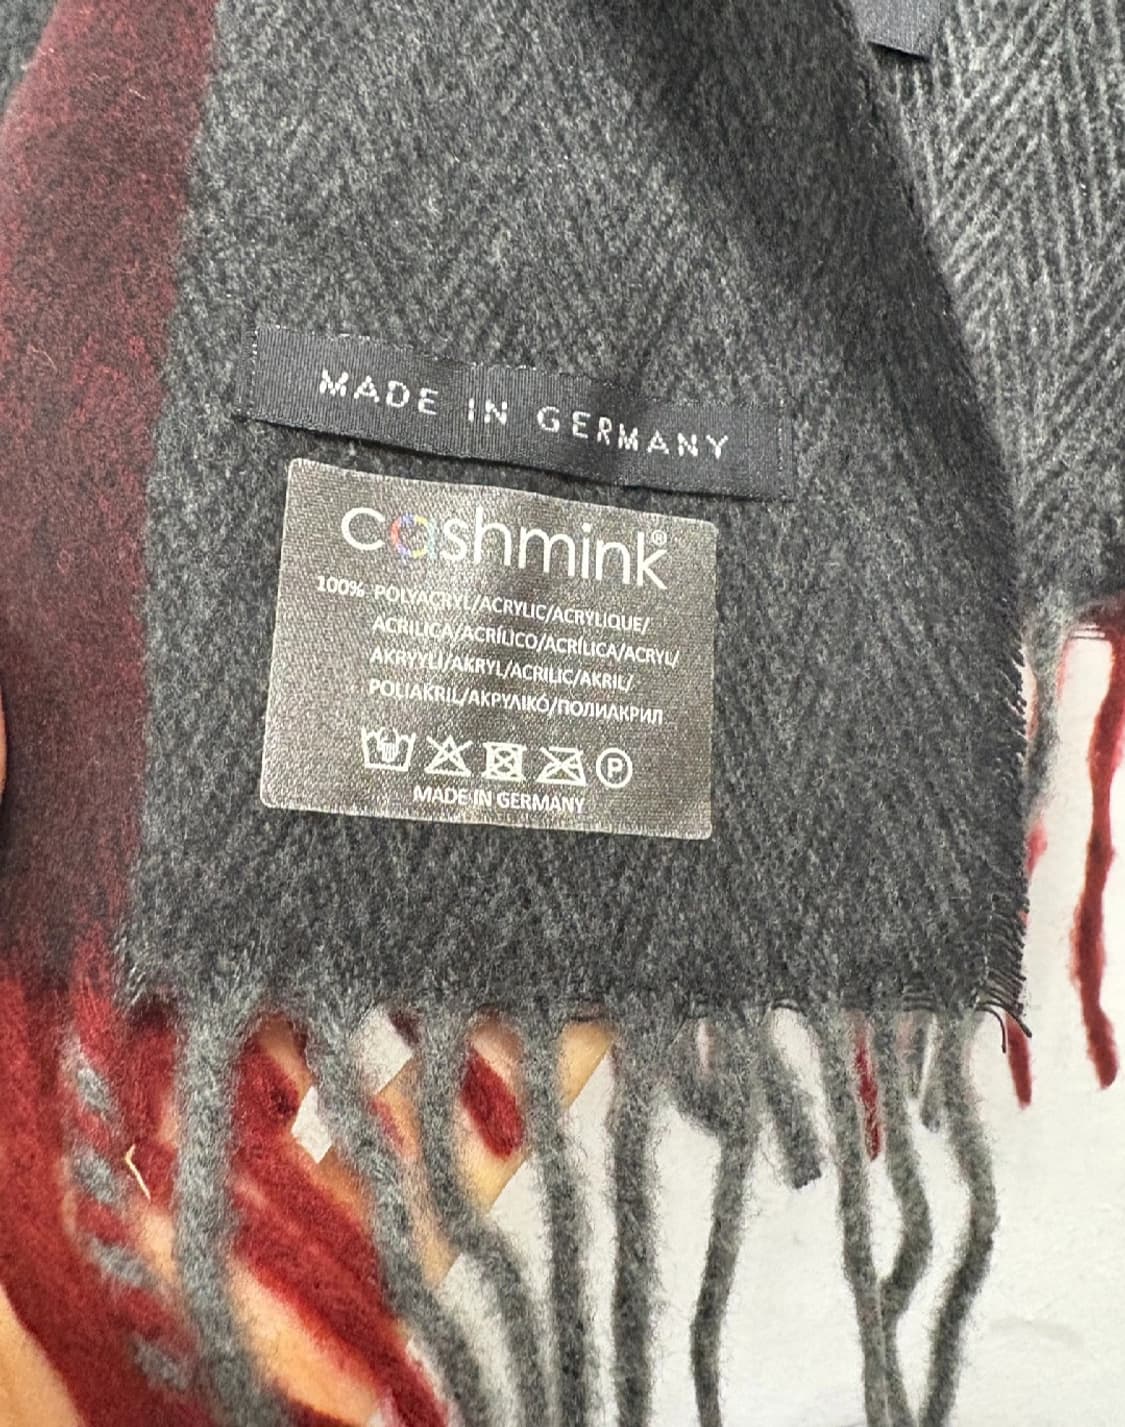 MADE IN GERMANY
cashmink®
100% POLYACRYL/ACRYLIC/ACRYLIQUE/
ACRILICA/ACRÍLICO/ACRÍLICA/ACRYL/
AKRYYLI/AKRYL/ACRILIC/AKRIL/
POLIAKRIL/ΑΚΡΥΛΙΚÓ/ПОЛИАКРИЛ
P
MADE IN GERMANY